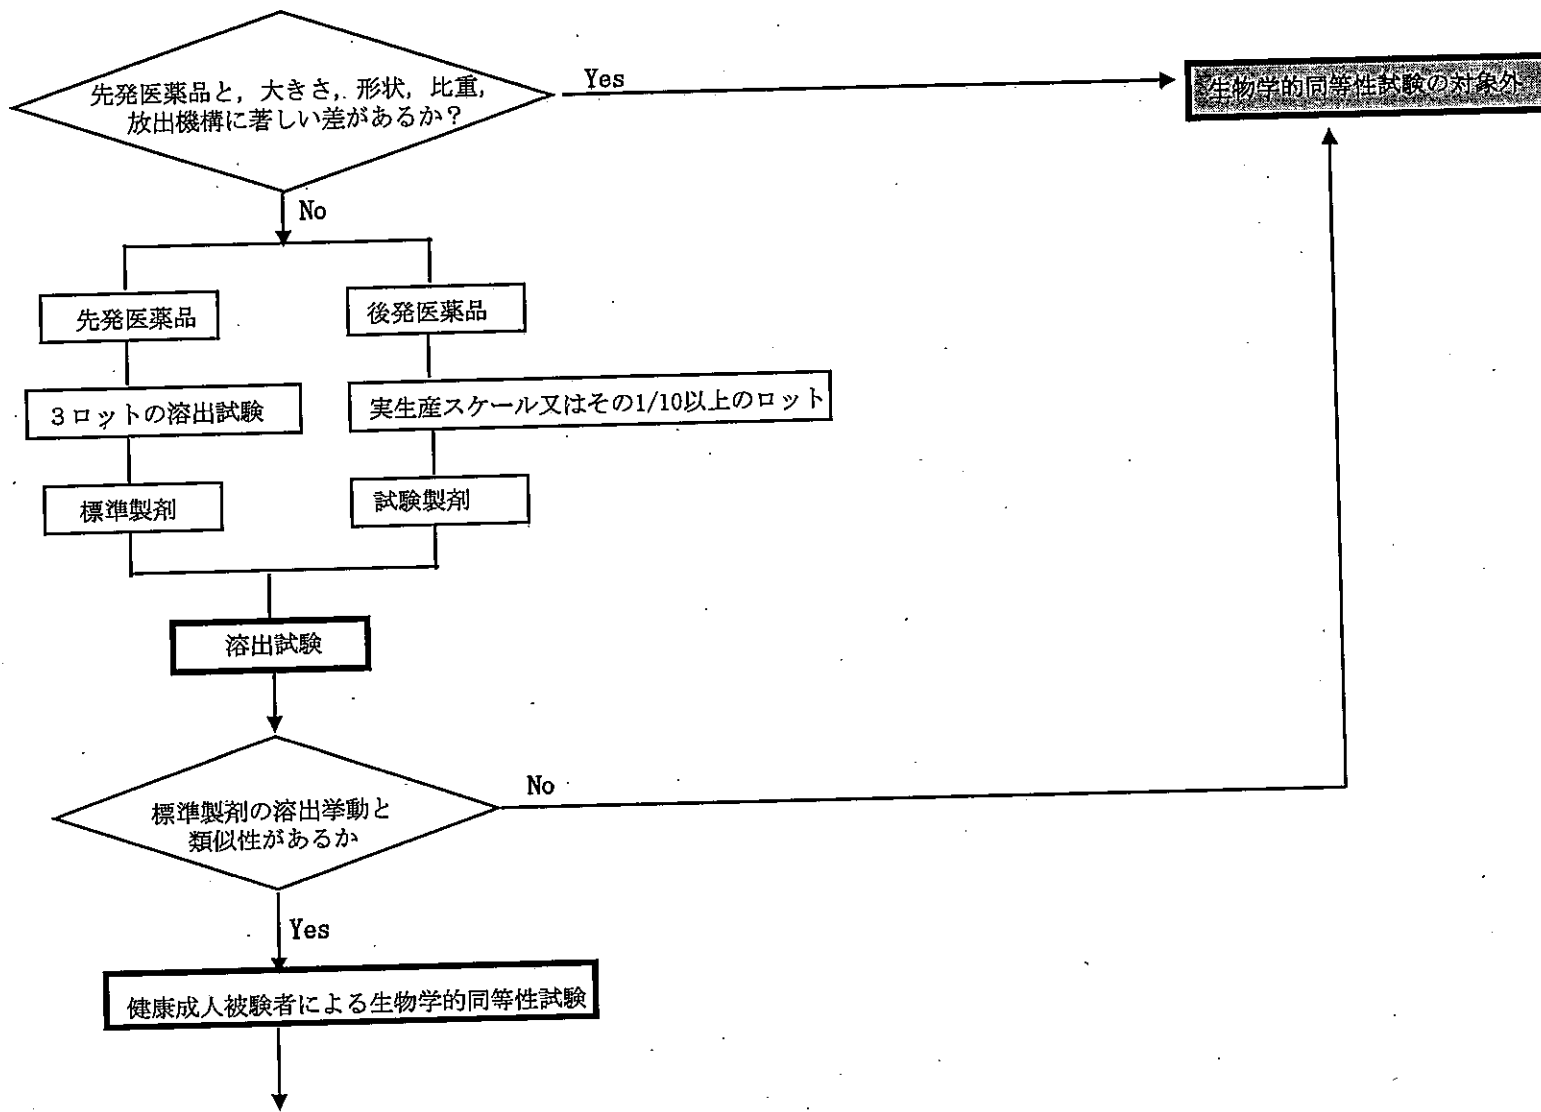 先発医薬品と，大きさ，形状，比重，
放出機構に著しい差があるか？
Yes
生物学的同等性試験の対象外
No
先発医薬品
後発医薬品
３ロットの溶出試験
実生産スケール又はその1/10以上のロット
標準製剤
試験製剤
溶出試験
標準製剤の溶出挙動と
類似性があるか
No
Yes
健康成人被験者による生物学的同等性試験